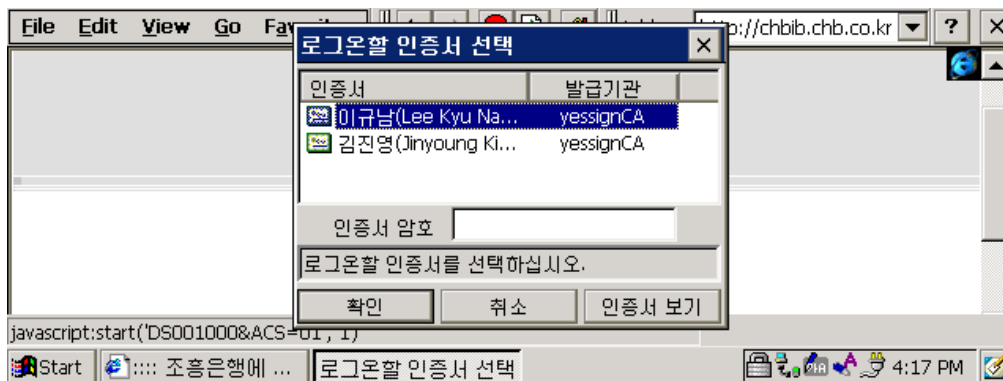 File Edit View Go
http://chbib.chb.co.kr ?
로그온할 인증서 선택
인증서 발급기관
이규남(Lee Kyu Na... yessignCA
김진영(Jinyoung Ki... yessignCA
인증서 암호
로그온할 인증서를 선택하십시오.
확인 취소 인증서 보기
javascript:start('DS001000&ACS=01', 1)
Start :::: 조흥은행에 ... 로그온할 인증서 선택 4:17 PM